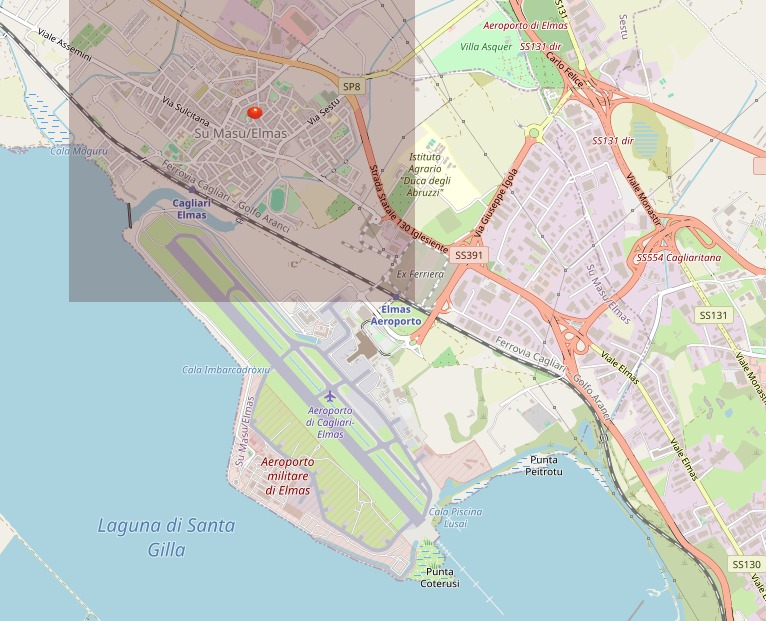 SS131
Sestu
Aeroporto di Elmas
Viale Assemini
Villa Asquer
SS131 dir
Carlo Felice
SP8
Via Sulcitana
Via Sestu
Su Masu/Elmas
SS131 dir
Cala Moguru
Istituto
Agrario
"Duca degli
Abruzzi"
Ferrovia Cagliari - Golfo Aranci
Strada Statale 130 Iglesiente
Via Giuseppe Igola
Viale Monastir
Cagliari
Elmas
SS391
SS554 Cagliaritana
Ex Ferriera
Su Masu/Elmas
Elmas
Aeroporto
SS131
Ferrovia Cagliari - Golfo Aranci
Viale Elmas
Viale Monastir
Cala Imbarcadroxiu
Aeroporto
di Cagliari-
Elmas
Su Masu/Elmas
Viale Elmas
Aeroporto
militare
di Elmas
Punta
Peitrotu
Cala Piscina
Lusai
Laguna di Santa
Gilla
SS130
Punta
Coterusi
Viale